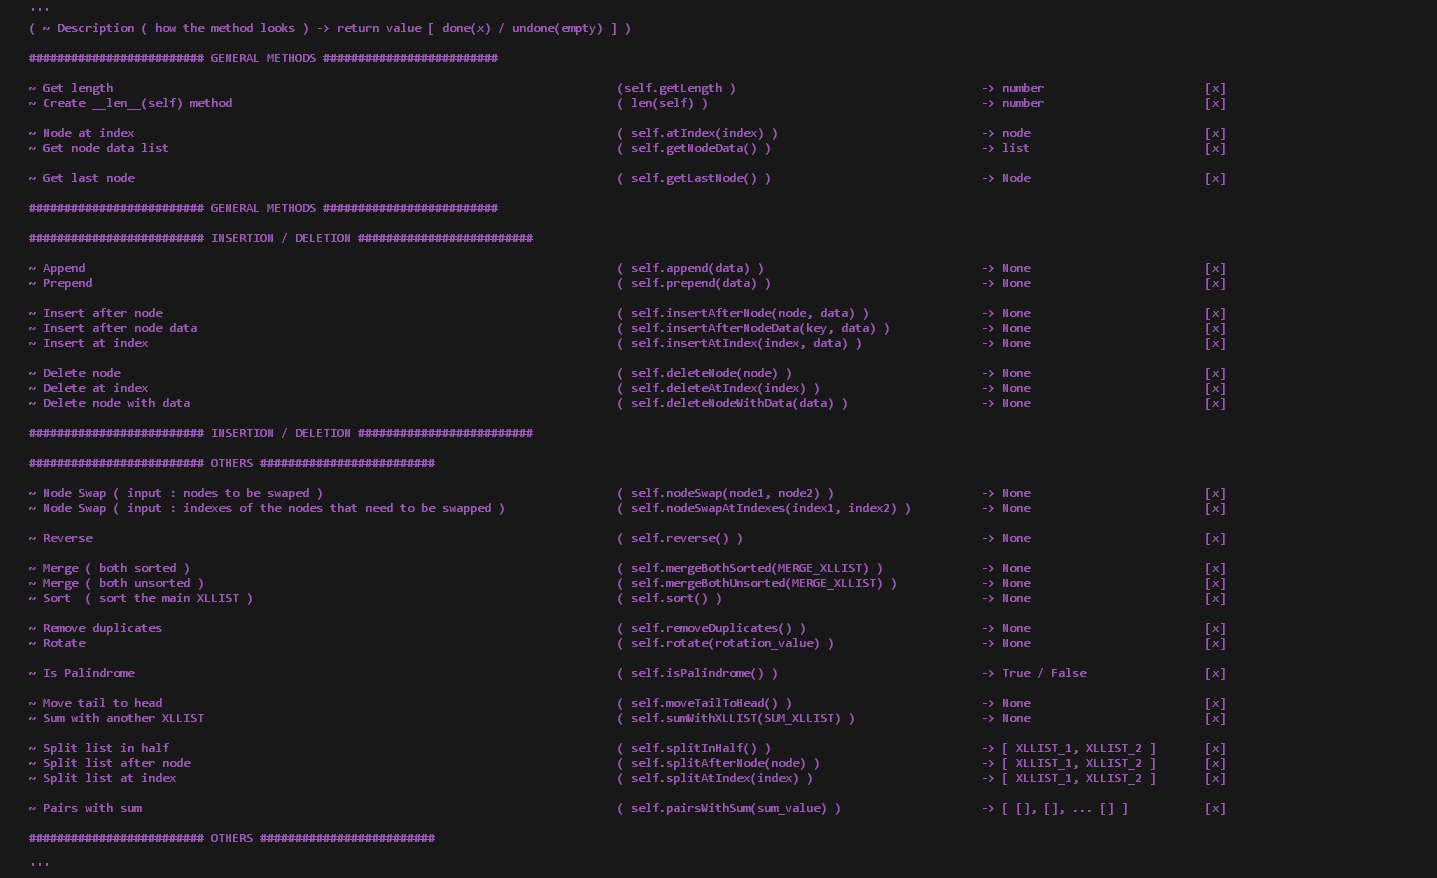 '''
( ~ Description ( how the method looks ) -> return value [ done(x) / undone(empty) ] )
######################### GENERAL METHODS #########################
~ Get length (self.getLength ) -> number [x]
~ Create __len__(self) method ( len(self) ) -> number [x]
~ Node at index ( self.atIndex(index) ) -> node [x]
~ Get node data list ( self.getNodeData() ) -> list [x]
~ Get last node ( self.getLastNode() ) -> Node [x]
######################### GENERAL METHODS #########################
######################### INSERTION / DELETION #########################
~ Append ( self.append(data) ) -> None [x]
~ Prepend ( self.prepend(data) ) -> None [x]
~ Insert after node ( self.insertAfterNode(node, data) ) -> None [x]
~ Insert after node data ( self.insertAfterNodeData(key, data) ) -> None [x]
~ Insert at index ( self.insertAtIndex(index, data) ) -> None [x]
~ Delete node ( self.deleteNode(node) ) -> None [x]
~ Delete at index ( self.deleteAtIndex(index) ) -> None [x]
~ Delete node with data ( self.deleteNodeWithData(data) ) -> None [x]
######################### INSERTION / DELETION #########################
######################### OTHERS #########################
~ Node Swap ( input : nodes to be swaped ) ( self.nodeSwap(node1, node2) ) -> None [x]
~ Node Swap ( input : indexes of the nodes that need to be swapped ) ( self.nodeSwapAtIndexes(index1, index2) ) -> None [x]
~ Reverse ( self.reverse() ) -> None [x]
~ Merge ( both sorted ) ( self.mergeBothSorted(MERGE_XLLIST) ) -> None [x]
~ Merge ( both unsorted ) ( self.mergeBothUnsorted(MERGE_XLLIST) ) -> None [x]
~ Sort  ( sort the main XLLIST ) ( self.sort() ) -> None [x]
~ Remove duplicates ( self.removeDuplicates() ) -> None [x]
~ Rotate ( self.rotate(rotation_value) ) -> None [x]
~ Is Palindrome ( self.isPalindrome() ) -> True / False [x]
~ Move tail to head ( self.moveTailToHead() ) -> None [x]
~ Sum with another XLLIST ( self.sumWithXLLIST(SUM_XLLIST) ) -> None [x]
~ Split list in half ( self.splitInHalf() ) -> [ XLLIST_1, XLLIST_2 ] [x]
~ Split list after node ( self.splitAfterNode(node) ) -> [ XLLIST_1, XLLIST_2 ] [x]
~ Split list at index ( self.splitAtIndex(index) ) -> [ XLLIST_1, XLLIST_2 ] [x]
~ Pairs with sum ( self.pairsWithSum(sum_value) ) -> [ [], [], ... [] ] [x]
######################### OTHERS #########################
'''